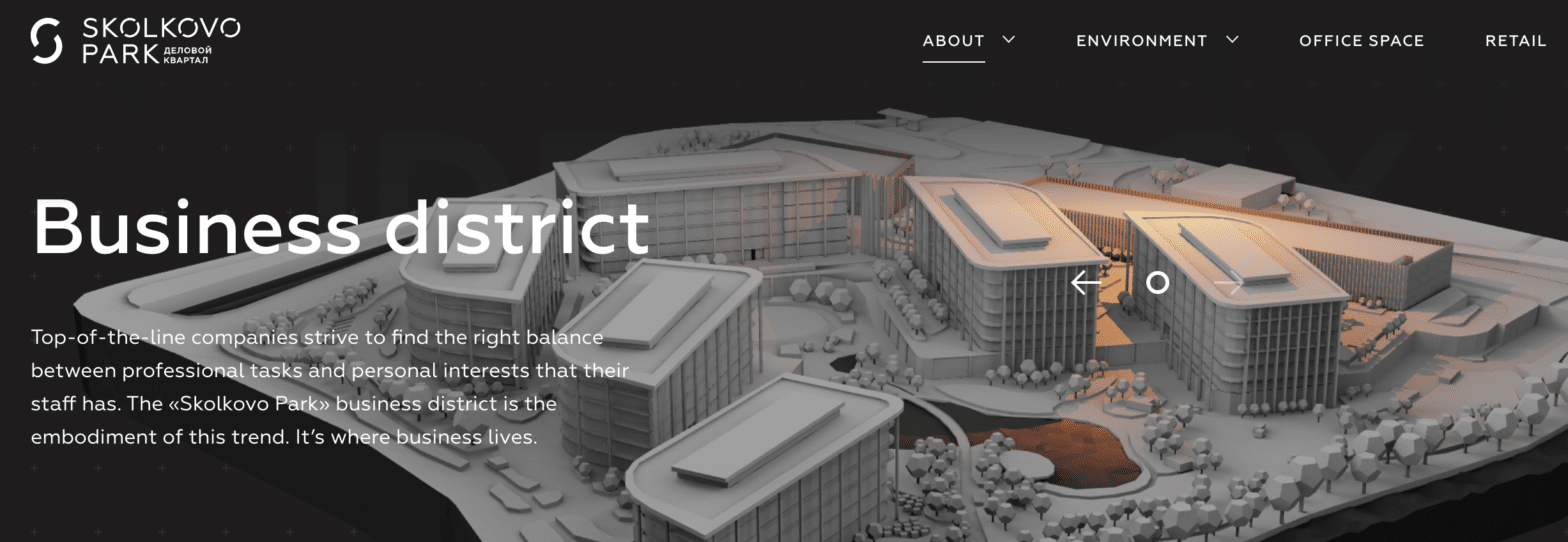 SKOLKOVO
PARK ДЕЛОВОЙ
КВАРТАЛ
ABOUT
ENVIRONMENT
OFFICE SPACE
RETAIL
Business district
Top-of-the-line companies strive to find the right balance
between professional tasks and personal interests that their
staff has. The «Skolkovo Park» business district is the
embodiment of this trend. It’s where business lives.